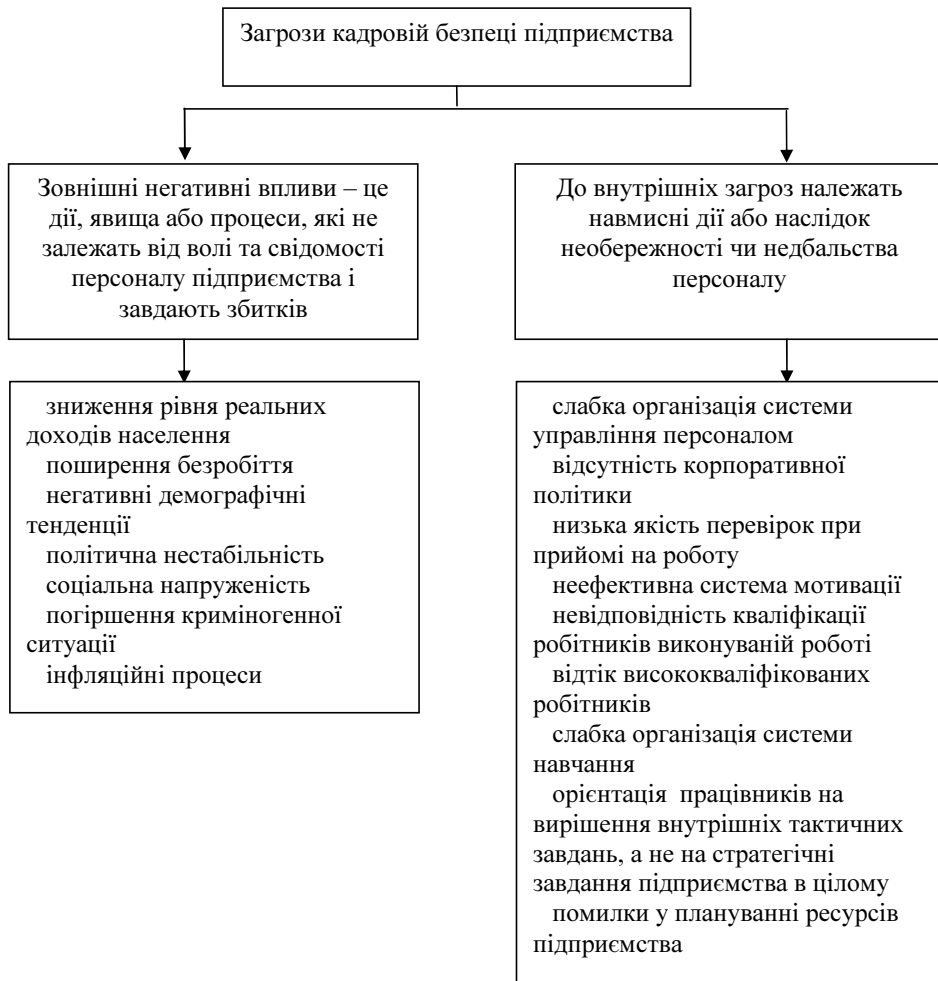 Загрози кадровій безпеці підприємства
Зовнішні негативні впливи – це
дії, явища або процеси, які не
залежать від волі та свідомості
персоналу підприємства і
завдають збитків
До внутрішніх загроз належать
навмисні дії або наслідок
необережності чи недбальства
персоналу
зниження рівня реальних
доходів населення
поширення безробіття
негативні демографічні
тенденції
політична нестабільність
соціальна напруженість
погіршення криміногенної
ситуації
інфляційні процеси
слабка організація системи
управління персоналом
відсутність корпоративної
політики
низька якість перевірок при
прийомі на роботу
неефективна система мотивації
невідповідність кваліфікації
робітників виконуваній роботі
відтік висококваліфікованих
робітників
слабка організація системи
навчання
орієнтація працівників на
вирішення внутрішніх тактичних
завдань, а не на стратегічні
завдання підприємства в цілому
помилки у плануванні ресурсів
підприємства